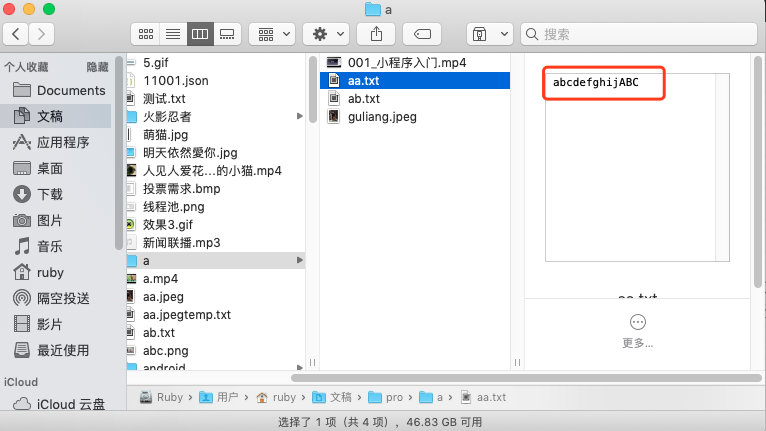 a
搜索
个人收藏
隐藏
Documents
文稿
应用程序
桌面
下载
图片
音乐
ruby
隔空投送
影片
最近使用
iCloud
iCloud 云盘
5.gif
11001.json
测试.txt
火影忍者
萌猫.jpg
明天依然愛你.jpg
人见人爱花...的小猫.mp4
投票需求.bmp
线程池.png
效果3.gif
新闻联播.mp3
a
a.mp4
aa.jpeg
aa.jpegtemp.txt
ab.txt
abc.png
android
001_小程序入门.mp4
aa.txt
ab.txt
guliang.jpeg
abcdefghijABC
aa.txt
更多...
Ruby › 用户 › ruby › 文稿 › pro › a › aa.txt
选择了 1 项（共 4 项），46.83 GB 可用